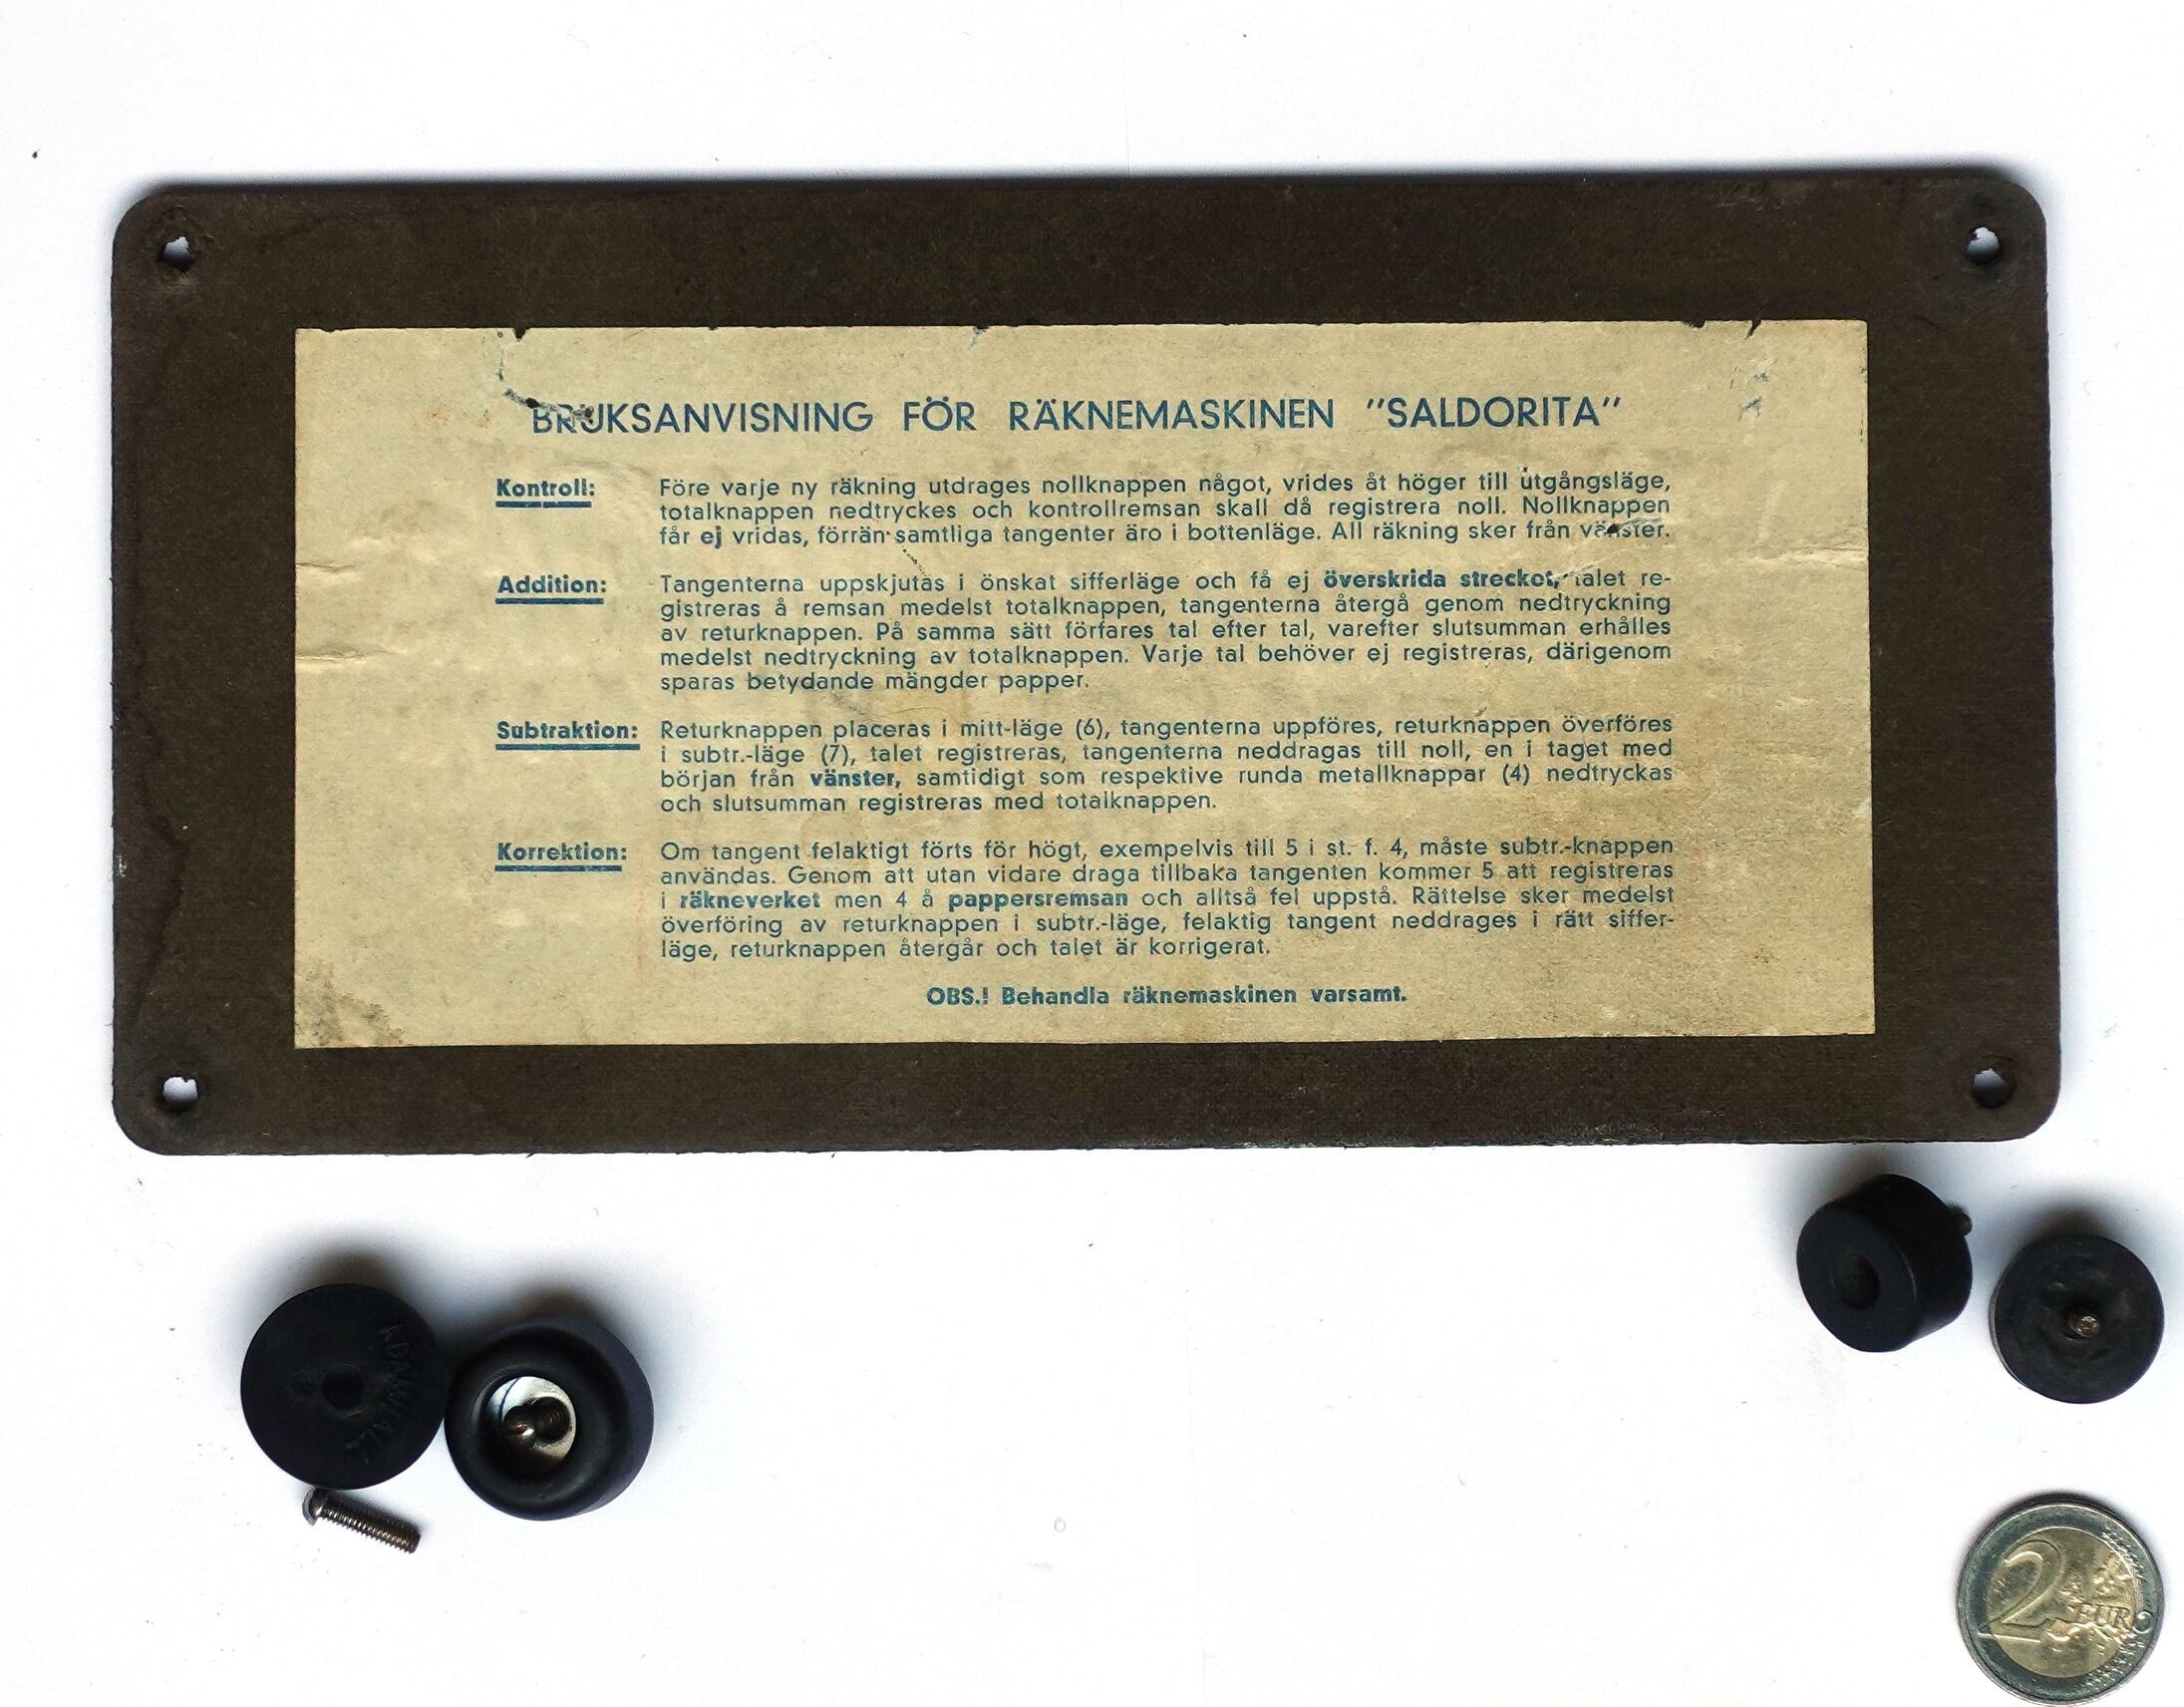 BRUKSANVISNING FÖR RÄKNEMASKINEN "SALDORITA"
Kontroll: Före varje ny räkning utdrages nollknappen något, vrides åt höger till utgångsläge,
totalknappen nedtryckes och kontrollremsan skall då registrera noll. Nollknappen
får ej vridas, förrän samtliga tangenter äro i bottenläge. All räkning sker från vänster.
Addition: Tangenterna uppskjutas i önskat sifferläge och få ej överskrida strecket, talet re-
gistreras å remsan medelst totalknappen, tangenterna återgå genom nedtryckning
av returknappen. På samma sätt förfares tal efter tal, varefter slutsumman erhålles
medelst nedtryckning av totalknappen. Varje tal behöver ej registreras, därigenom
sparas betydande mängder papper.
Subtraktion: Returknappen placeras i mitt-läge (6), tangenterna uppföres, returknappen överföres
i subtr.-läge (7), talet registreras, tangenterna neddragas till noll, en i taget med
början från vänster, samtidigt som respektive runda metallknappar (4) nedtryckas
och slutsumman registreras med totalknappen.
Korrektion: Om tangent felaktigt förts för högt, exempelvis till 5 i st. f. 4, måste subtr.-knappen
användas. Genom att utan vidare draga tillbaka tangenten kommer 5 att registreras
i räkneverket men 4 å pappersremsan och alltså fel uppstå. Rättelse sker medelst
överföring av returknappen i subtr.-läge, felaktig tangent neddrages i rätt siffer-
läge, returknappen återgår och talet är korrigerat.
OBS.! Behandla räknemaskinen varsamt.
2 EURO